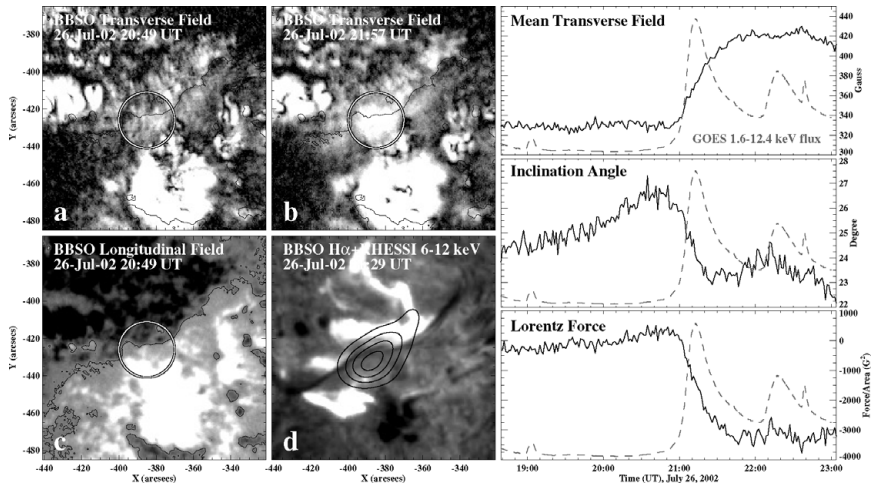 BBSO Transverse Field
26-Jul-02 20:49 UT
a
BBSO Transverse Field
26-Jul-02 21:57 UT
b
BBSO Longitudinal Field
26-Jul-02 20:49 UT
c
BBSO Hα+RHESSI 6-12 keV
26-Jul-02 :29 UT
d
Y (arcsecs)
-380
-400
-420
-440
-460
-480
Y (arcsecs)
-380
-400
-420
-440
-460
-480
-440 -420 -400 -380 -360 -340
X (arcsecs)
-440 -420 -400 -380 -360 -340
X (arcsecs)
Mean Transverse Field
GOES 1.6-12.4 keV flux
440
420
400
380
360
340
320
300
Gauss
Inclination Angle
28
27
26
25
24
23
22
Degree
Lorentz Force
1000
0
-1000
-2000
-3000
-4000
Force/Area (G²)
19:00 20:00 21:00 22:00 23:00
Time (UT), July 26, 2002